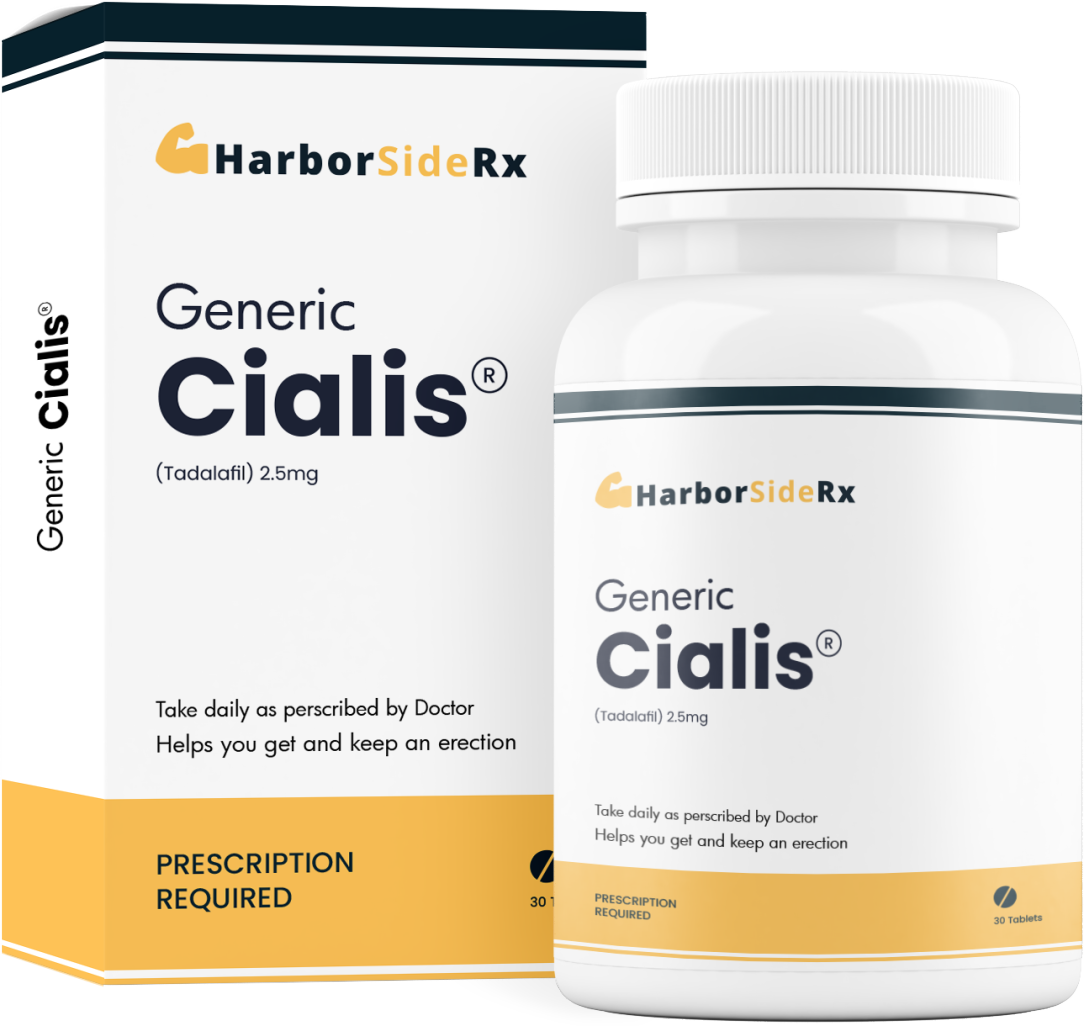 HarborSideRx
Generic
Cialis®
(Tadalafil) 2.5mg
Take daily as perscribed by Doctor
Helps you get and keep an erection
PRESCRIPTION
REQUIRED
30 T
Generic Cialis®
HarborSideRx
Generic
Cialis®
(Tadalafil) 2.5mg
Take daily as perscribed by Doctor
Helps you get and keep an erection
PRESCRIPTION
REQUIRED
30 Tablets